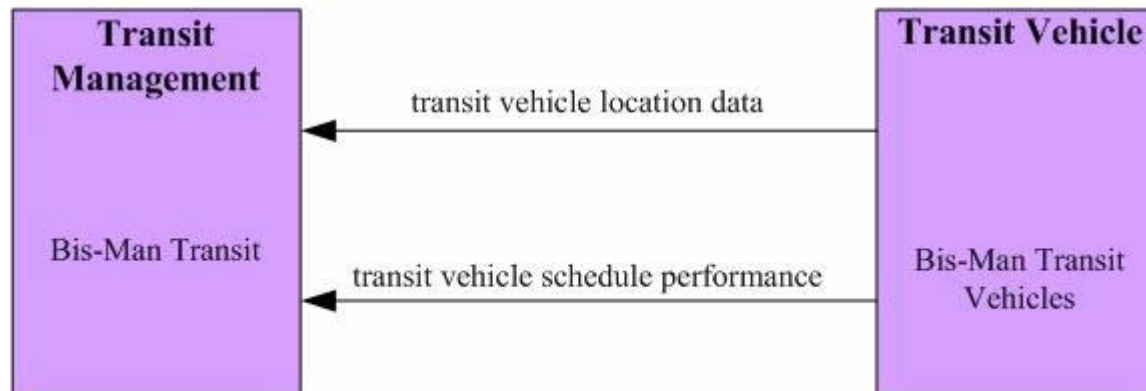 Transit
Management
Bis-Man Transit
transit vehicle location data
transit vehicle schedule performance
Transit Vehicle
Bis-Man Transit
Vehicles